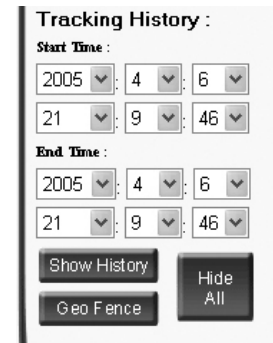 Tracking History :
Start Time :
2005 : 4 : 6
21 : 9 : 46
End Time :
2005 : 4 : 6
21 : 9 : 46
Show History
Geo Fence
Hide
All